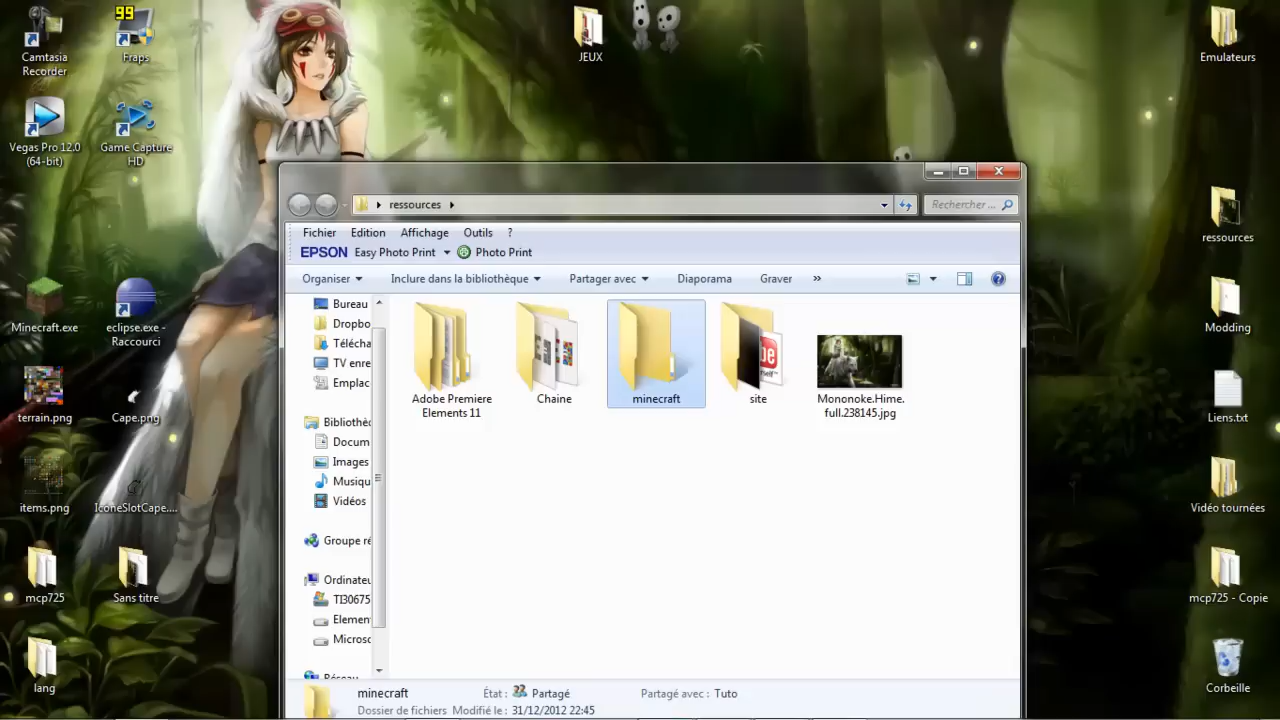 Camtasia
Recorder
99
Fraps
JEUX
Emulateurs
Vegas Pro 12.0
(64-bit)
Game Capture
HD
ressources
Rechercher ...
Fichier
Edition
Affichage
Outils
?
EPSON
Easy Photo Print
Photo Print
Organiser
Inclure dans la bibliothèque
Partager avec
Diaporama
Graver
»
ressources
Minecraft.exe
eclipse.exe -
Raccourci
Modding
Bureau
Dropbo
Télécha
TV enre
Emplac
Bibliothèc
Docum
Images
Musiqu
Vidéos
Groupe ré
Ordinateu
TI30675
Elemen
Microsc
Réseau
Adobe Premiere
Elements 11
Chaine
minecraft
site
Mononoke.Hime.
full.238145.jpg
terrain.png
Cape.png
Liens.txt
items.png
IconeSlotCape....
Vidéo tournées
mcp725
Sans titre
mcp725 - Copie
lang
Corbeille
minecraft
État : Partagé
Partagé avec : Tuto
Dossier de fichiers
Modifié le : 31/12/2012 22:45